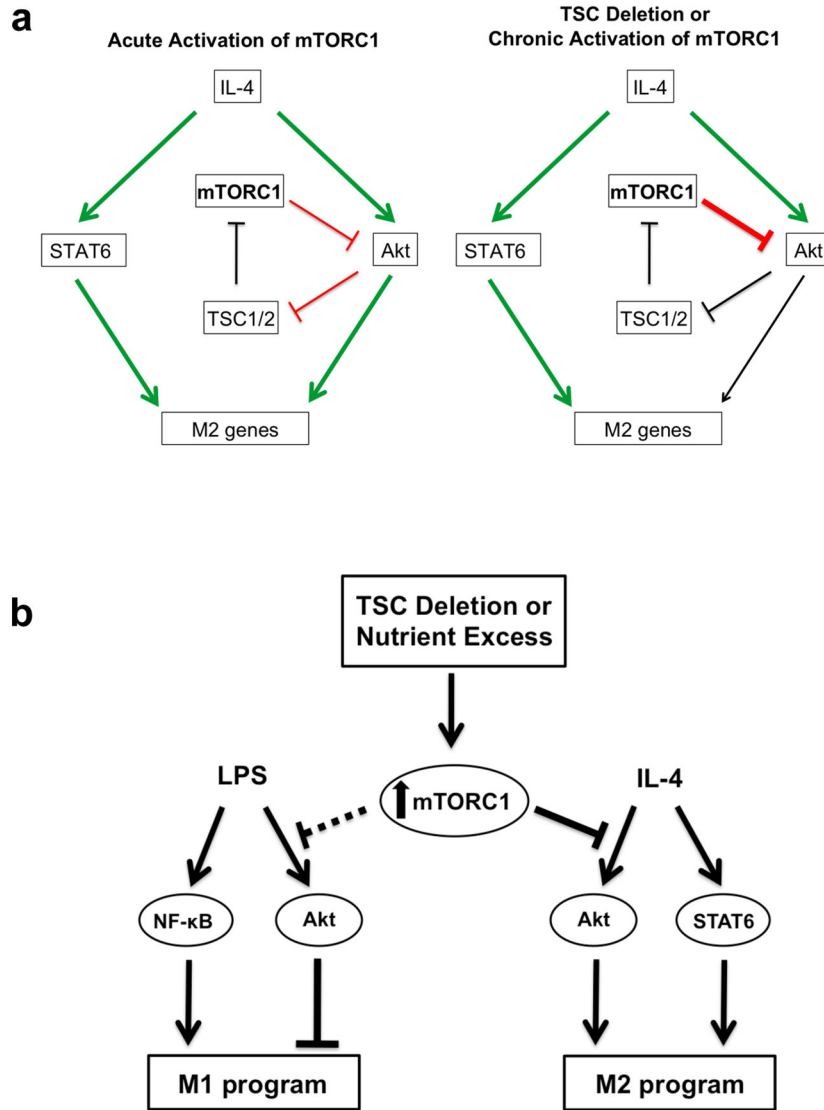 a
Acute Activation of mTORC1
IL-4
mTORC1
STAT6
Akt
TSC1/2
M2 genes
TSC Deletion or
Chronic Activation of mTORC1
IL-4
mTORC1
STAT6
Akt
TSC1/2
M2 genes
b
TSC Deletion or
Nutrient Excess
LPS
mTORC1
IL-4
NF-κB
Akt
Akt
STAT6
M1 program
M2 program